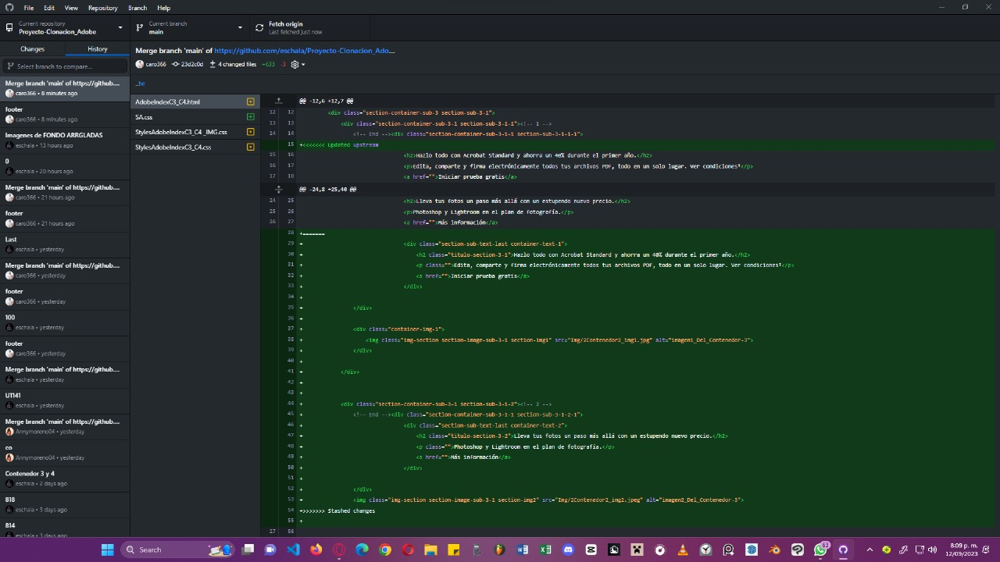 File Edit View Repository Branch Help
Current repository
Proyecto-Clonacion_Adobe
Current branch
main
Fetch origin
Last fetched just now
Changes
History
Select branch to compare...
Merge branch 'main' of https://github....
caro366 • 8 minutes ago
footer
caro366 • 8 minutes ago
Imagenes de FONDO ARRGLADAS
eschala • 13 hours ago
0
eschala • 20 hours ago
Merge branch 'main' of https://github....
caro366 • 21 hours ago
footer
caro366 • 21 hours ago
Last
eschala • yesterday
Merge branch 'main' of https://github....
caro366 • yesterday
footer
caro366 • yesterday
100
eschala • yesterday
footer
caro366 • yesterday
Merge branch 'main' of https://github....
eschala • yesterday
U1141
eschala • yesterday
Merge branch 'main' of https://github....
Annymoreno04 • yesterday
co
Annymoreno04 • yesterday
Contenedor 3 y 4
eschala • 2 days ago
818
eschala • 3 days ago
814
eschala • 3 days ago
Merge branch 'main' of https://github.com/eschala/Proyecto-Clonacion_Ado...
caro366 23d2c0d 4 changed files +633 -3
_be
AdobeIndexC3_C4.html
SA.css
StylesAdobeIndexC3_C4_IMG.css
StylesAdobeIndexC3_C4.css
@@ -12,6 +12,7 @@
12 12 <div class="section-container-sub-3 section-sub-3-1">
13 13 <div class="section-container-sub-3-1 section-sub-3-1-1"><!-- 1 -->
14 14 <!-- End --><div class="section-container-sub-3-1-1 section-sub-3-1-1-1">
15 +<<<<<<< Updated upstream
15 16 <h2>Hazlo todo con Acrobat Standard y ahorra un 40% durante el primer año.</h2>
16 17 <p>Edita, comparte y firma electrónicamente todos tus archivos PDF, todo en un solo lugar. Ver condiciones!</p>
17 18 <a href="">Iniciar prueba gratis</a>
@@ -24,8 +25,40 @@
24 25 <h2>Lleva tus fotos un paso más allá con un estupendo nuevo precio.</h2>
25 26 <p>Photoshop y Lightroom en el plan de fotografía.</p>
26 27 <a href="">Más información</a>
28 +=======
29 + <div class="section-sub-text-last container-text-1">
30 + <h2 class="titulo-section-3-1">Hazlo todo con Acrobat Standard y ahorra un 40% durante el primer año.</h2>
31 + <p class="">Edita, comparte y firma electrónicamente todos tus archivos PDF, todo en un solo lugar. Ver condiciones!</p>
32 + <a href="">Iniciar prueba gratis</a>
33 + </div>
34 +
35 + </div>
36 +
37 + <div class="container-img-1">
38 + <img class="img-section section-image-sub-3-1 section-img1" src="Img/2Contenedor2_img1.jpg" alt="imagen1_Del_Contenedor-3">
39 + </div>
40 +
41 + </div>
42 +
43 +
44 + <div class="section-container-sub-3-1 section-sub-3-1-2"><!-- 2 -->
45 + <!-- End --><div class="section-container-sub-3-1-1 section-sub-3-1-2-1">
46 + <div class="section-sub-text-last container-text-2">
47 + <h2 class="titulo-section-3-2">Lleva tus fotos un paso más allá con un estupendo nuevo precio.</h2>
48 + <p class="">Photoshop y Lightroom en el plan de fotografía.</p>
49 + <a href="">Más información</a>
50 + </div>
51 +
52 + </div>
53 + <img class="img-section section-image-sub-3-1 section-img2" src="Img/2Contenedor2_img2.jpeg" alt="imagen2_Del_Contenedor-3">
54 +>>>>>>> Stashed changes
55 +
27 56
Search
63
8:09 p. m.
12/09/2023